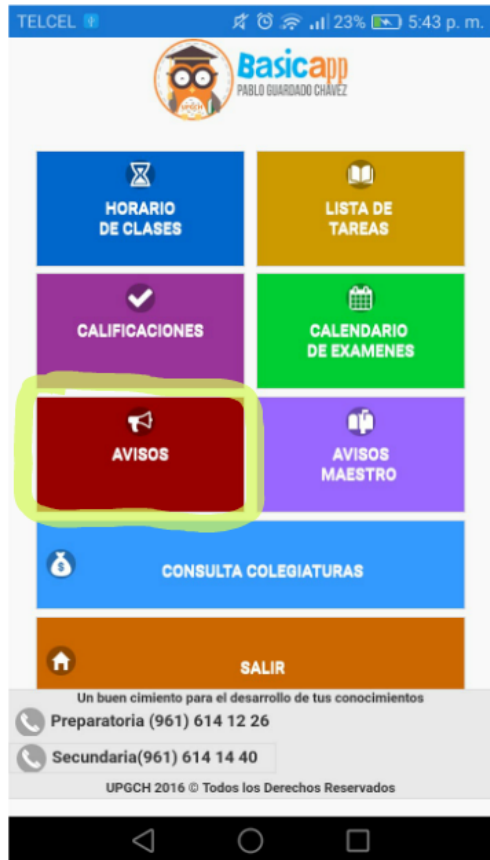 TELCEL 23% 5:43 p. m.
Basicapp
PABLO GUARDADO CHÁVEZ
UPGCH
HORARIO
DE CLASES
LISTA DE
TAREAS
CALIFICACIONES
CALENDARIO
DE EXAMENES
AVISOS
AVISOS
MAESTRO
CONSULTA COLEGIATURAS
SALIR
Un buen cimiento para el desarrollo de tus conocimientos
Preparatoria (961) 614 12 26
Secundaria(961) 614 14 40
UPGCH 2016 © Todos los Derechos Reservados